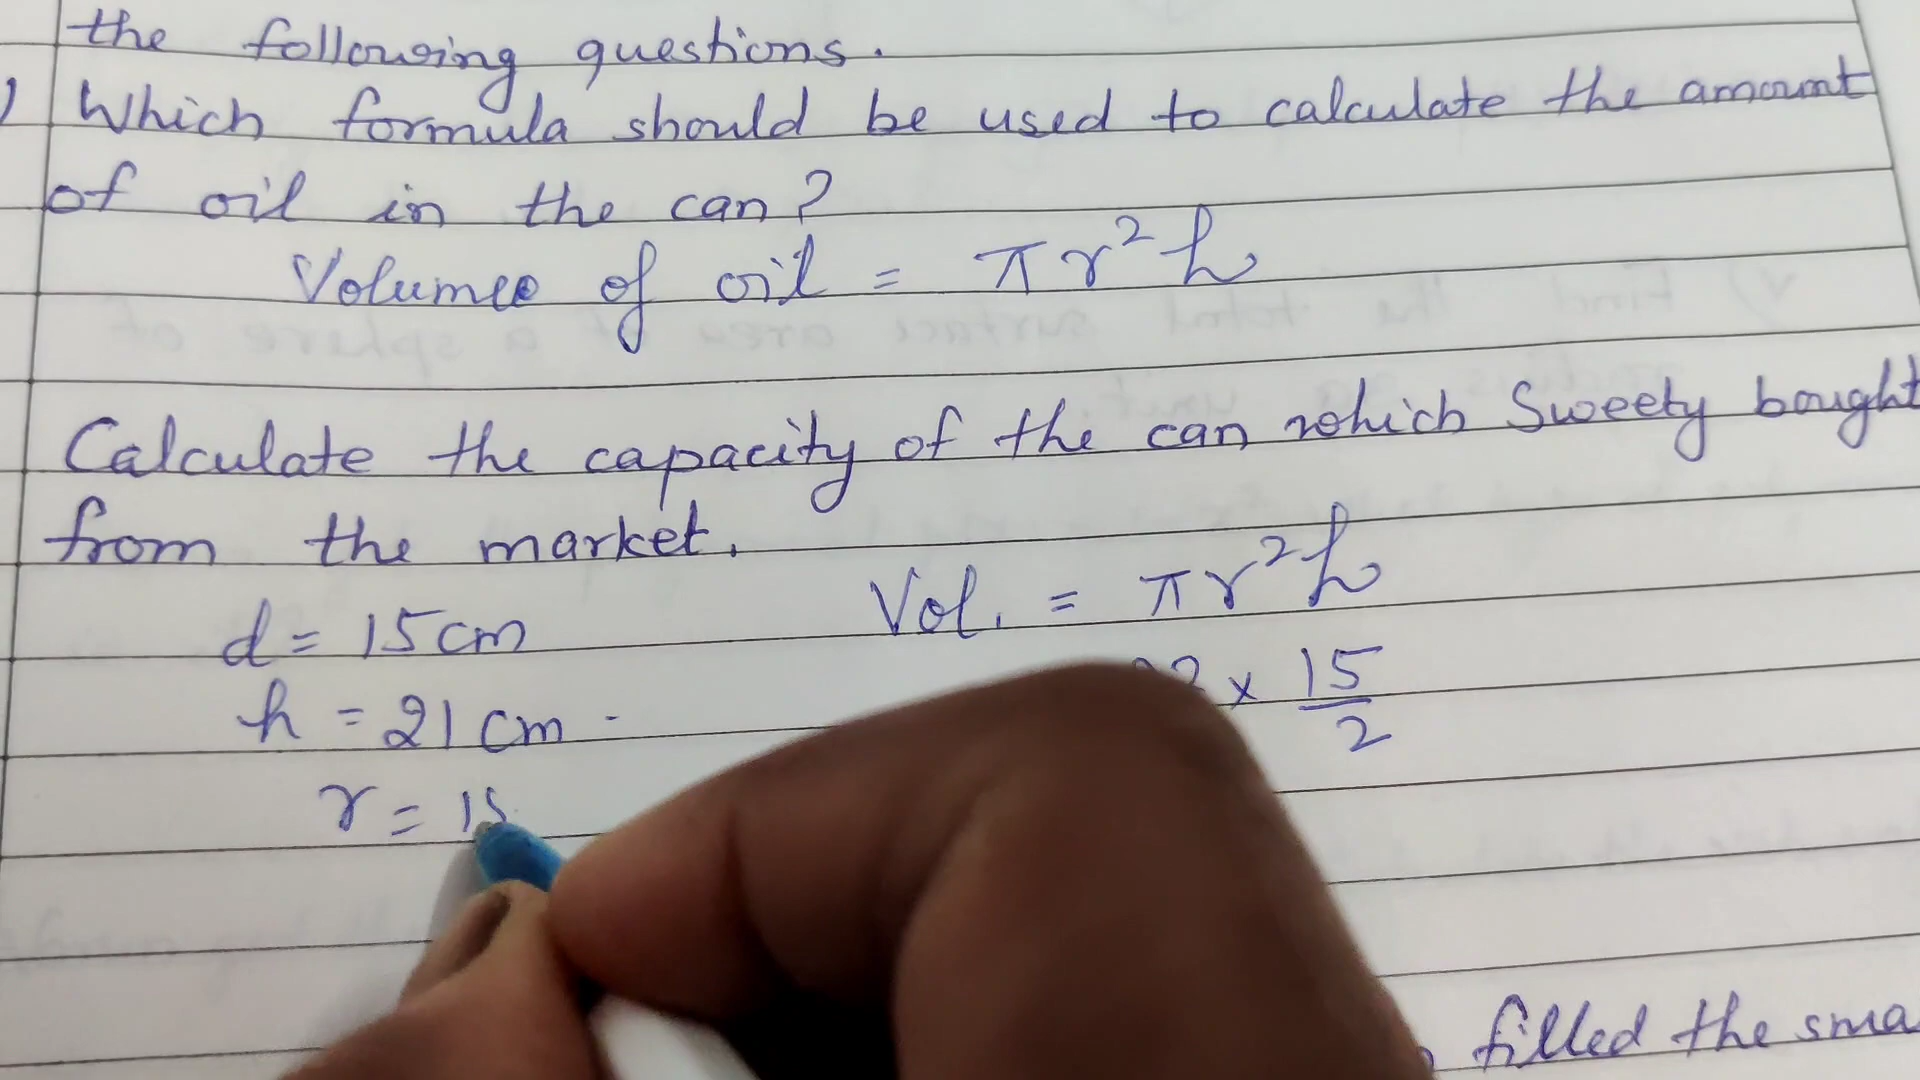 the following questions.
) Which formula should be used to calculate the amount
of oil in the can?
Volume of oil = πr²h
Calculate the capacity of the can which Sweety bought
from the market.
Vol. = πr²h
d = 15cm
× 15/2
h = 21 cm
r = 15
filled the sma